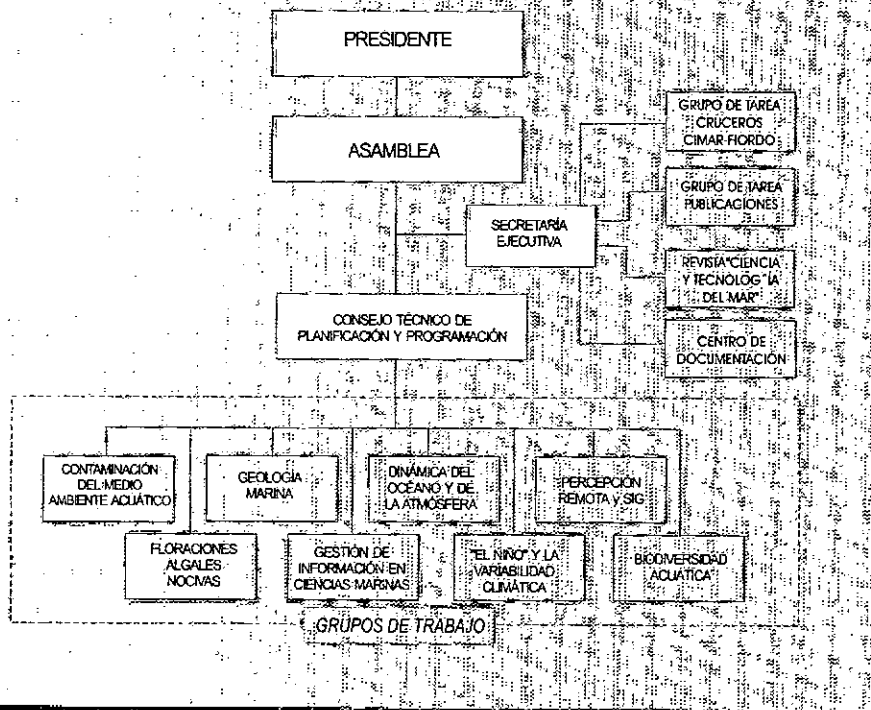 PRESIDENTE
ASAMBLEA
SECRETARÍA
EJECUTIVA
GRUPO DE TAREA
CRUCEROS
CIMAR-FIORDO
GRUPO DE TAREA
PUBLICACIONES
REVISTA "CIENCIA
Y TECNOLOG "ÍA
DEL MAR"
CENTRO DE
DOCUMENTACIÓN
CONSEJO TÉCNICO DE
PLANIFICACIÓN Y PROGRAMACIÓN
CONTAMINACIÓN
DEL MEDIO
AMBIENTE ACUÁTICO
GEOLOGÍA
MARINA
DINÁMICA DEL
OCÉANO Y DE
LA ATMÓSFERA
PERCEPCIÓN
REMOTA y SIG
FLORACIONES
ALGALES
NOCIVAS
GESTIÓN DE
INFORMACIÓN EN
CIENCIAS MARINAS
"EL NIÑO" Y LA
VARIABILIDAD
CLIMÁTICA
BIODIVERSIDAD
ACUÁTICA
GRUPOS DE TRABAJO